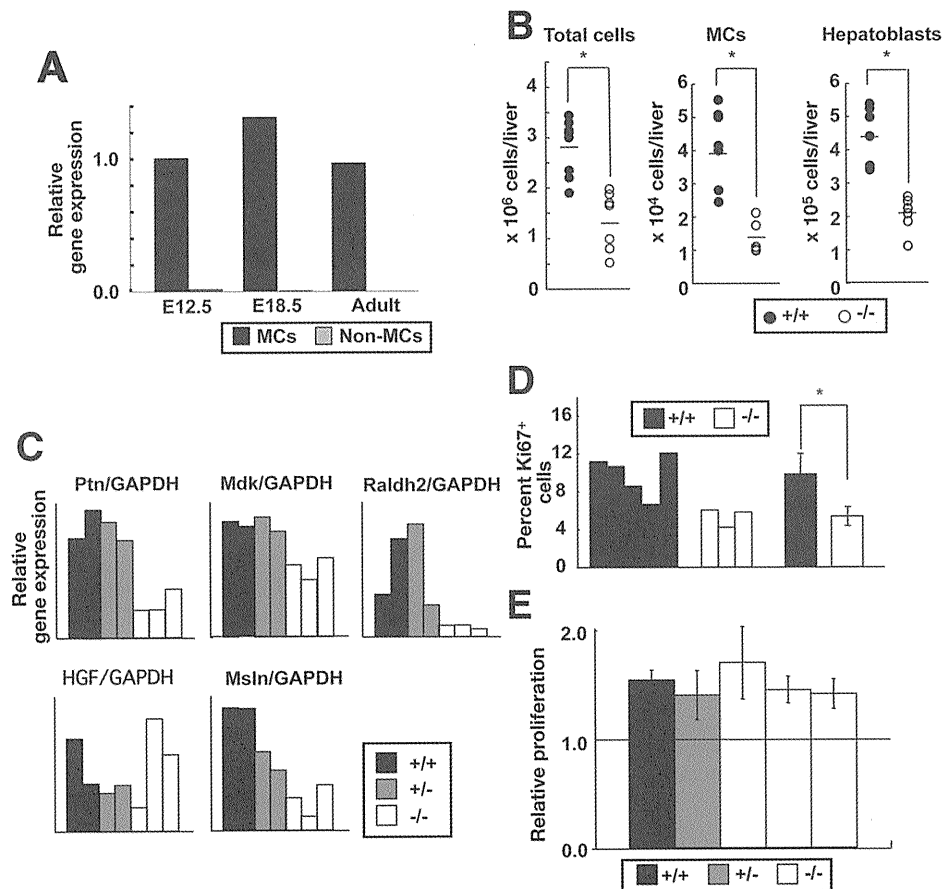 A
Relative
gene expression
1.0
0.0
E12.5 E18.5 Adult
MCs Non-MCs
B
Total cells MCs Hepatoblasts
* * *
x 10⁶ cells/liver
4
3
2
1
0
x 10⁴ cells/liver
6
5
4
3
2
1
0
x 10⁵ cells/liver
6
5
4
3
2
1
0
+/+ -/-
C
Ptn/GAPDH Mdk/GAPDH Raldh2/GAPDH
Relative
gene expression
HGF/GAPDH Msln/GAPDH
+/+
+/-
-/-
D
Percent Ki67⁺
cells
16
12
8
4
0
+/+ -/-
*
E
Relative proliferation
2.0
1.0
0.0
+/+ +/- -/-